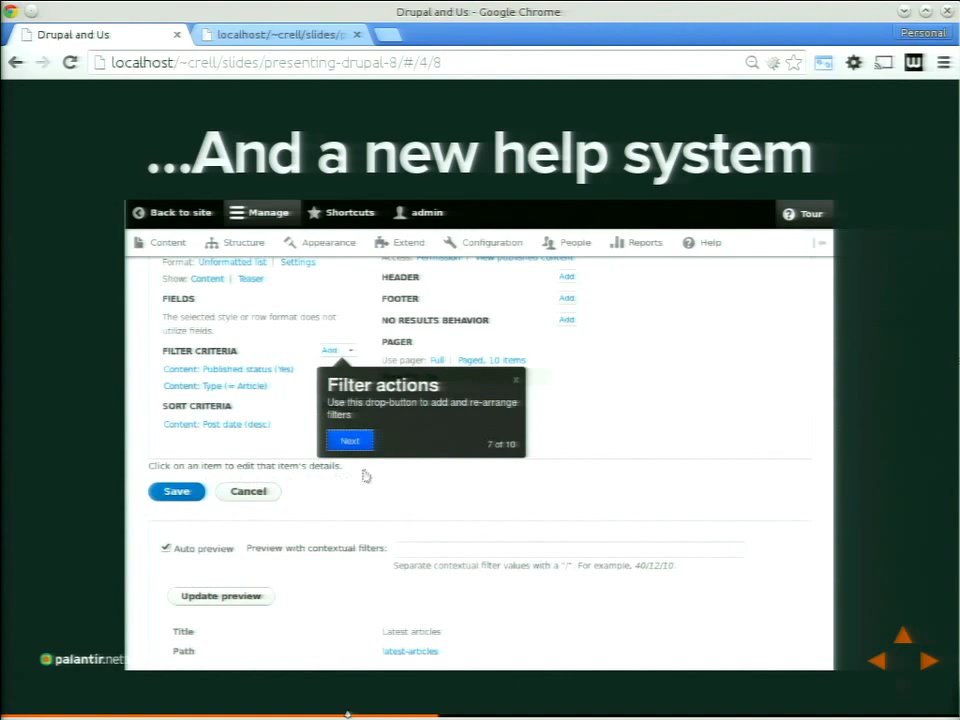 Drupal and Us - Google Chrome
Drupal and Us
localhost/~crell/slides/p
Personal
localhost/~crell/slides/presenting-drupal-8/#/4/8
...And a new help system
Back to site Manage Shortcuts admin Tour
Content Structure Appearance Extend Configuration People Reports Help
Format: Unformatted list | Settings
Access: Permission | View published content
Show: Content | Teaser
HEADER Add
FIELDS
FOOTER Add
The selected style or row format does not
utilize fields.
NO RESULTS BEHAVIOR Add
PAGER
FILTER CRITERIA Add
Use pager: Full | Paged, 10 items
Content: Published status (Yes)
Content: Type (= Article)
SORT CRITERIA
Content: Post date (desc)
Filter actions x
Use this drop-button to add and re-arrange
filters
Next 7 of 10
Click on an item to edit that item's details.
Save Cancel
Auto preview Preview with contextual filters:
Separate contextual filter values with a "/". For example, 40/12/10.
Update preview
Title Latest articles
Path latest-articles
palantir.net